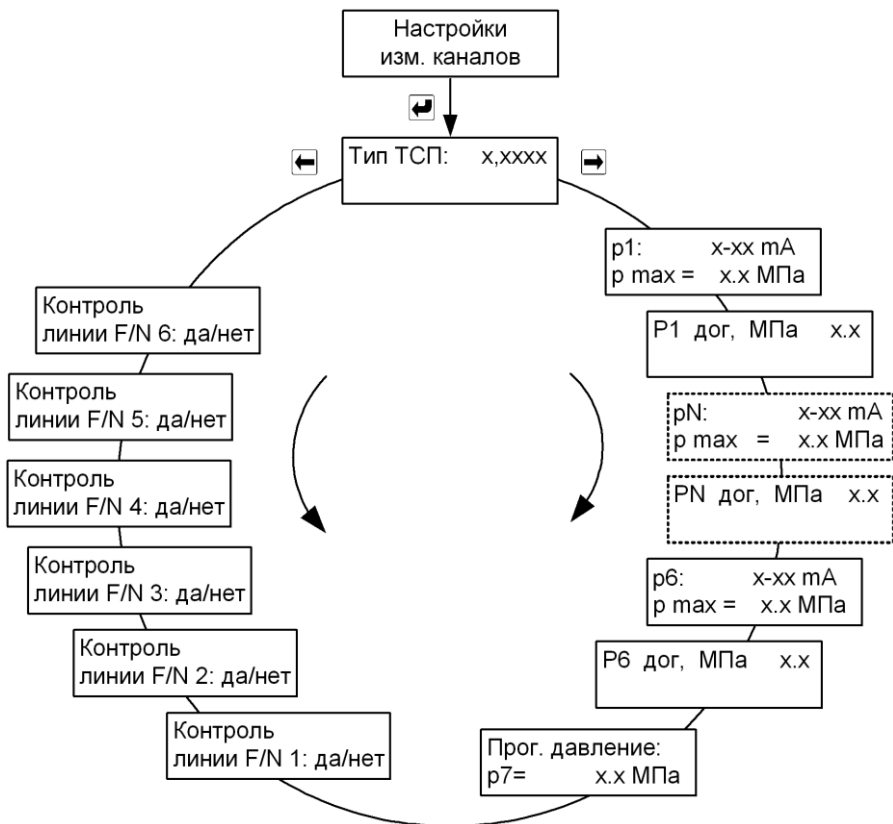 Настройки
изм. каналов
Тип ТСП: x,xxxx
p1: x-xx mA
p max = x.x МПа
P1 дог, МПа x.x
pN: x-xx mA
p max = x.x МПа
PN дог, МПа x.x
p6: x-xx mA
p max = x.x МПа
P6 дог, МПа x.x
Прог. давление:
p7= x.x МПа
Контроль
линии F/N 1: да/нет
Контроль
линии F/N 2: да/нет
Контроль
линии F/N 3: да/нет
Контроль
линии F/N 4: да/нет
Контроль
линии F/N 5: да/нет
Контроль
линии F/N 6: да/нет